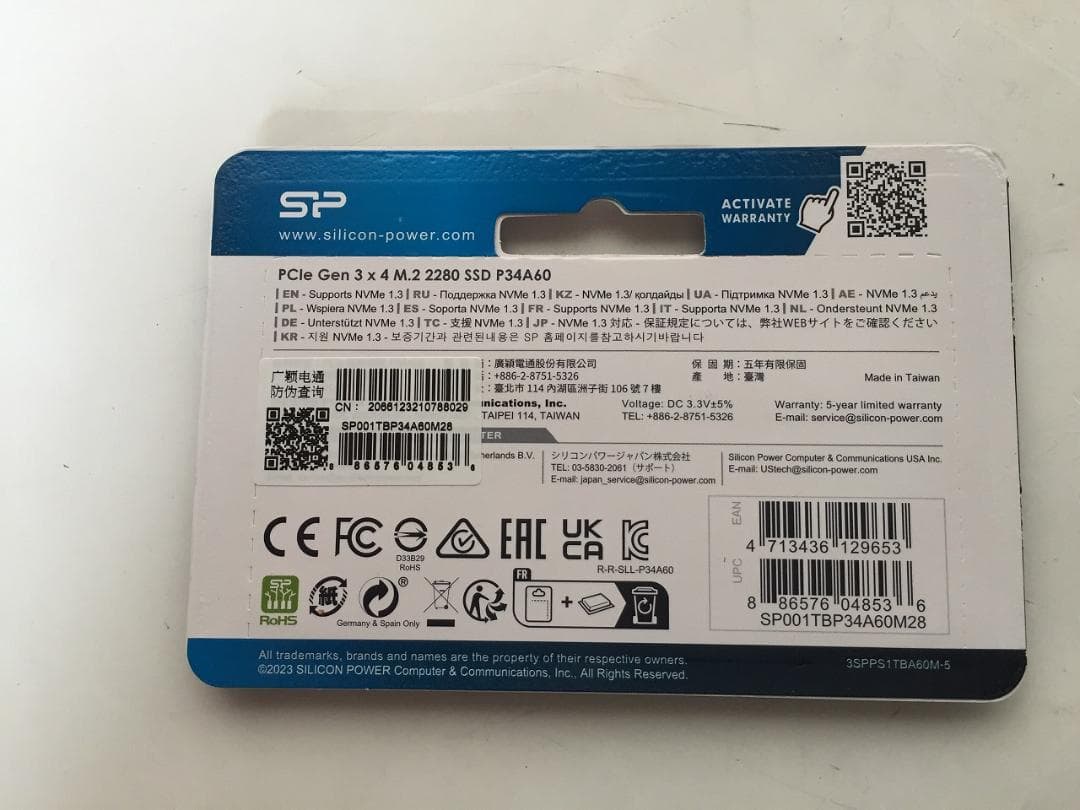 SP
www.silicon-power.com
ACTIVATE
WARRANTY
PCIe Gen 3 x 4 M.2 2280 SSD P34A60
| EN - Supports NVMe 1.3 | RU - Поддержка NVMe 1.3 | KZ - NVMe 1.3/ қолдайды | UA - Підтримка NVMe 1.3 | AE - NVMe 1.3 يدعم
| PL - Wspiera NVMe 1.3 | ES - Soporta NVMe 1.3 | FR - Supports NVMe 1.3 | IT - Supporta NVMe 1.3 | NL - Ondersteunt NVMe 1.3
| DE - Unterstützt NVMe 1.3 | TC - 支援 NVMe 1.3 | JP - NVMe 1.3 対応 - 保証規定については、弊社WEBサイトをご確認ください
| KR - 지원 NVMe 1.3 - 보증기간과 관련된내용은 SP 홈페이지를참고하시기바랍니다
广颖电通
防伪查询
CN: 2066123210788029
SP001TBP34A60M28
8 86576 04853 6
: 廣穎電通股份有限公司
: +886-2-8751-5326
: 臺北市 114 內湖區洲子街 106 號 7 樓
保固期：五年有限保固
產地：臺灣
Made in Taiwan
nications, Inc.
TAIPEI 114, TAIWAN
Voltage: DC 3.3V±5%
TEL: +886-2-8751-5326
Warranty: 5-year limited warranty
E-mail: service@silicon-power.com
TER
herlands B.V.
シリコンパワージャパン株式会社
TEL: 03-5830-2061（サポート）
E-mail: japan_service@silicon-power.com
Silicon Power Computer & Communications USA Inc.
E-mail: UStech@silicon-power.com
CE FC
D33B29
RoHS
EAC
UK
CA
R-R-SLL-P34A60
EAN
4 713436 129653
UPC
8 86576 04853 6
SP001TBP34A60M28
SP
RoHS
紙
®
Germany & Spain Only
FR
+
All trademarks, brands and names are the property of their respective owners.
©2023 SILICON POWER Computer & Communications, Inc., All Rights Reserved.
3SPPS1TBA60M-5